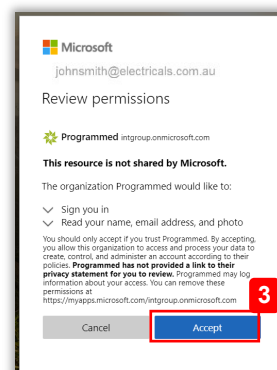 Microsoft
johnsmith@electricals.com.au
Review permissions
Programmed intgroup.onmicrosoft.com
This resource is not shared by Microsoft.
The organization Programmed would like to:
Sign you in
Read your name, email address, and photo
You should only accept if you trust Programmed. By accepting,
you allow this organization to access and process your data to
create, control, and administer an account according to their
policies. Programmed has not provided a link to their
privacy statement for you to review. Programmed may log
information about your access. You can remove these
permissions at
https://myapps.microsoft.com/intgroup.onmicrosoft.com
3
Cancel
Accept